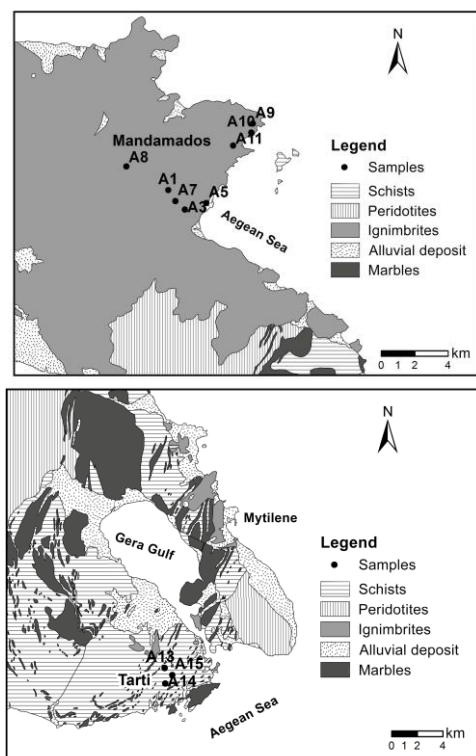 N
A9
A10
Mandamados
A11
A8
Legend
A1
Samples
A7
A5
A3
Schists
Aegean Sea
Peridotites
Ignimbrites
Alluvial deposit
Marbles
km
0 1 2 4
N
Mytilene
Legend
Gera Gulf
Samples
Schists
Peridotites
Ignimbrites
Alluvial deposit
A13
A15
Marbles
Tarti
A14
Aegean Sea
km
0 1 2 4